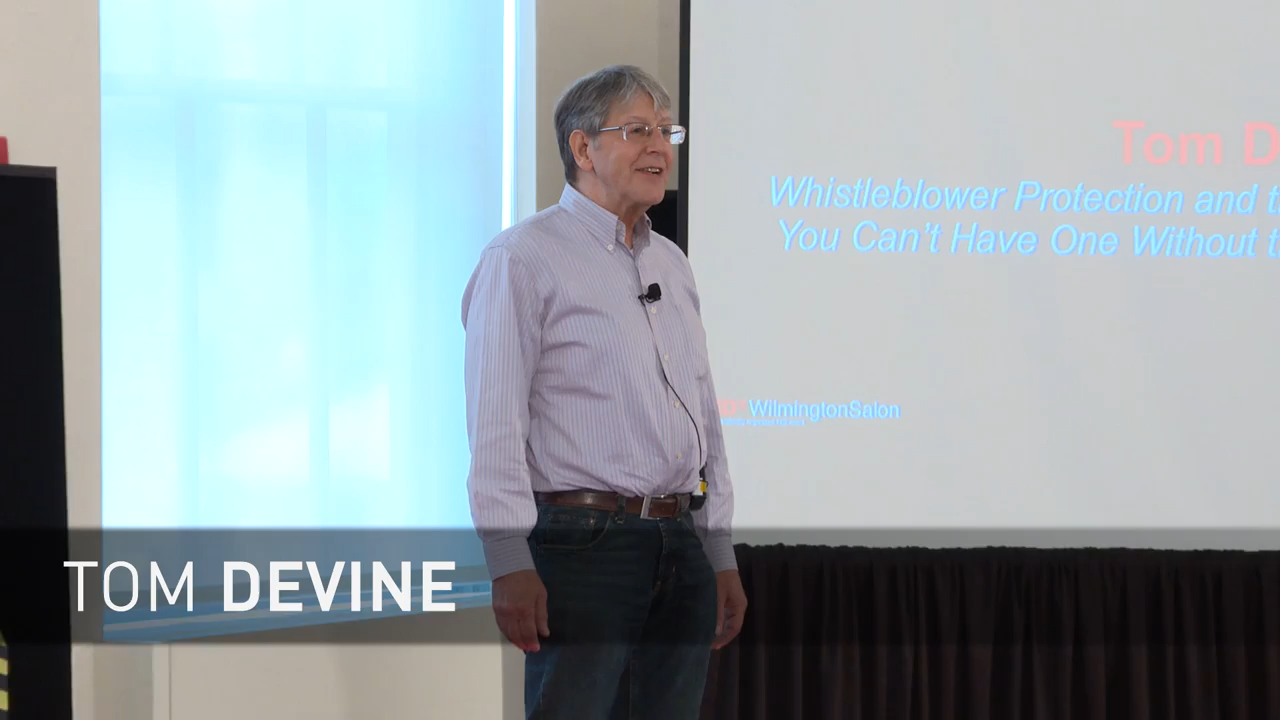 Tom D
Whistleblower Protection and t
You Can't Have One Without t
WilmingtonSalon
TOM DEVINE